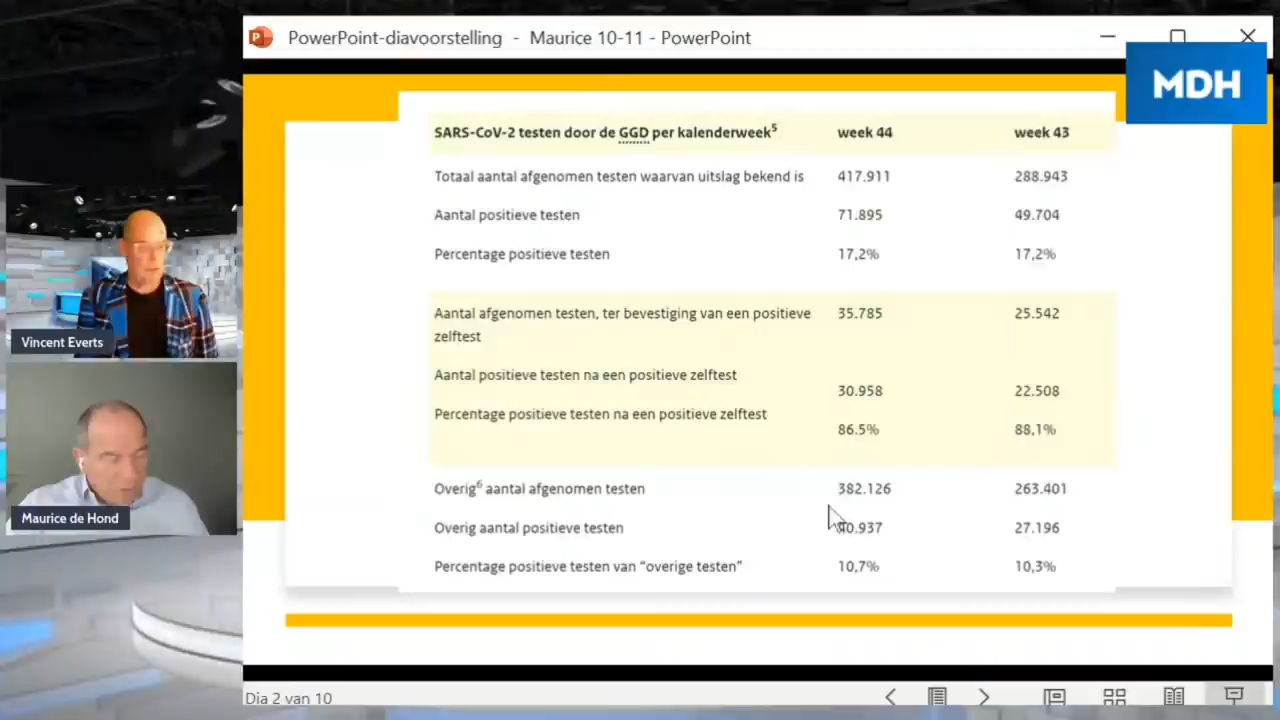 PowerPoint-diavoorstelling - Maurice 10-11 - PowerPoint
MDH
SARS-CoV-2 testen door de GGD per kalenderweek5 week 44 week 43
Totaal aantal afgenomen testen waarvan uitslag bekend is 417.911 288.943
Aantal positieve testen 71.895 49.704
Percentage positieve testen 17,2% 17,2%
Aantal afgenomen testen, ter bevestiging van een positieve 35.785 25.542
zelftest
Aantal positieve testen na een positieve zelftest
30.958 22.508
Percentage positieve testen na een positieve zelftest
86.5% 88,1%
Overig6 aantal afgenomen testen 382.126 263.401
Overig aantal positieve testen 40.937 27.196
Percentage positieve testen van “overige testen” 10,7% 10,3%
Vincent Everts
Maurice de Hond
Dia 2 van 10